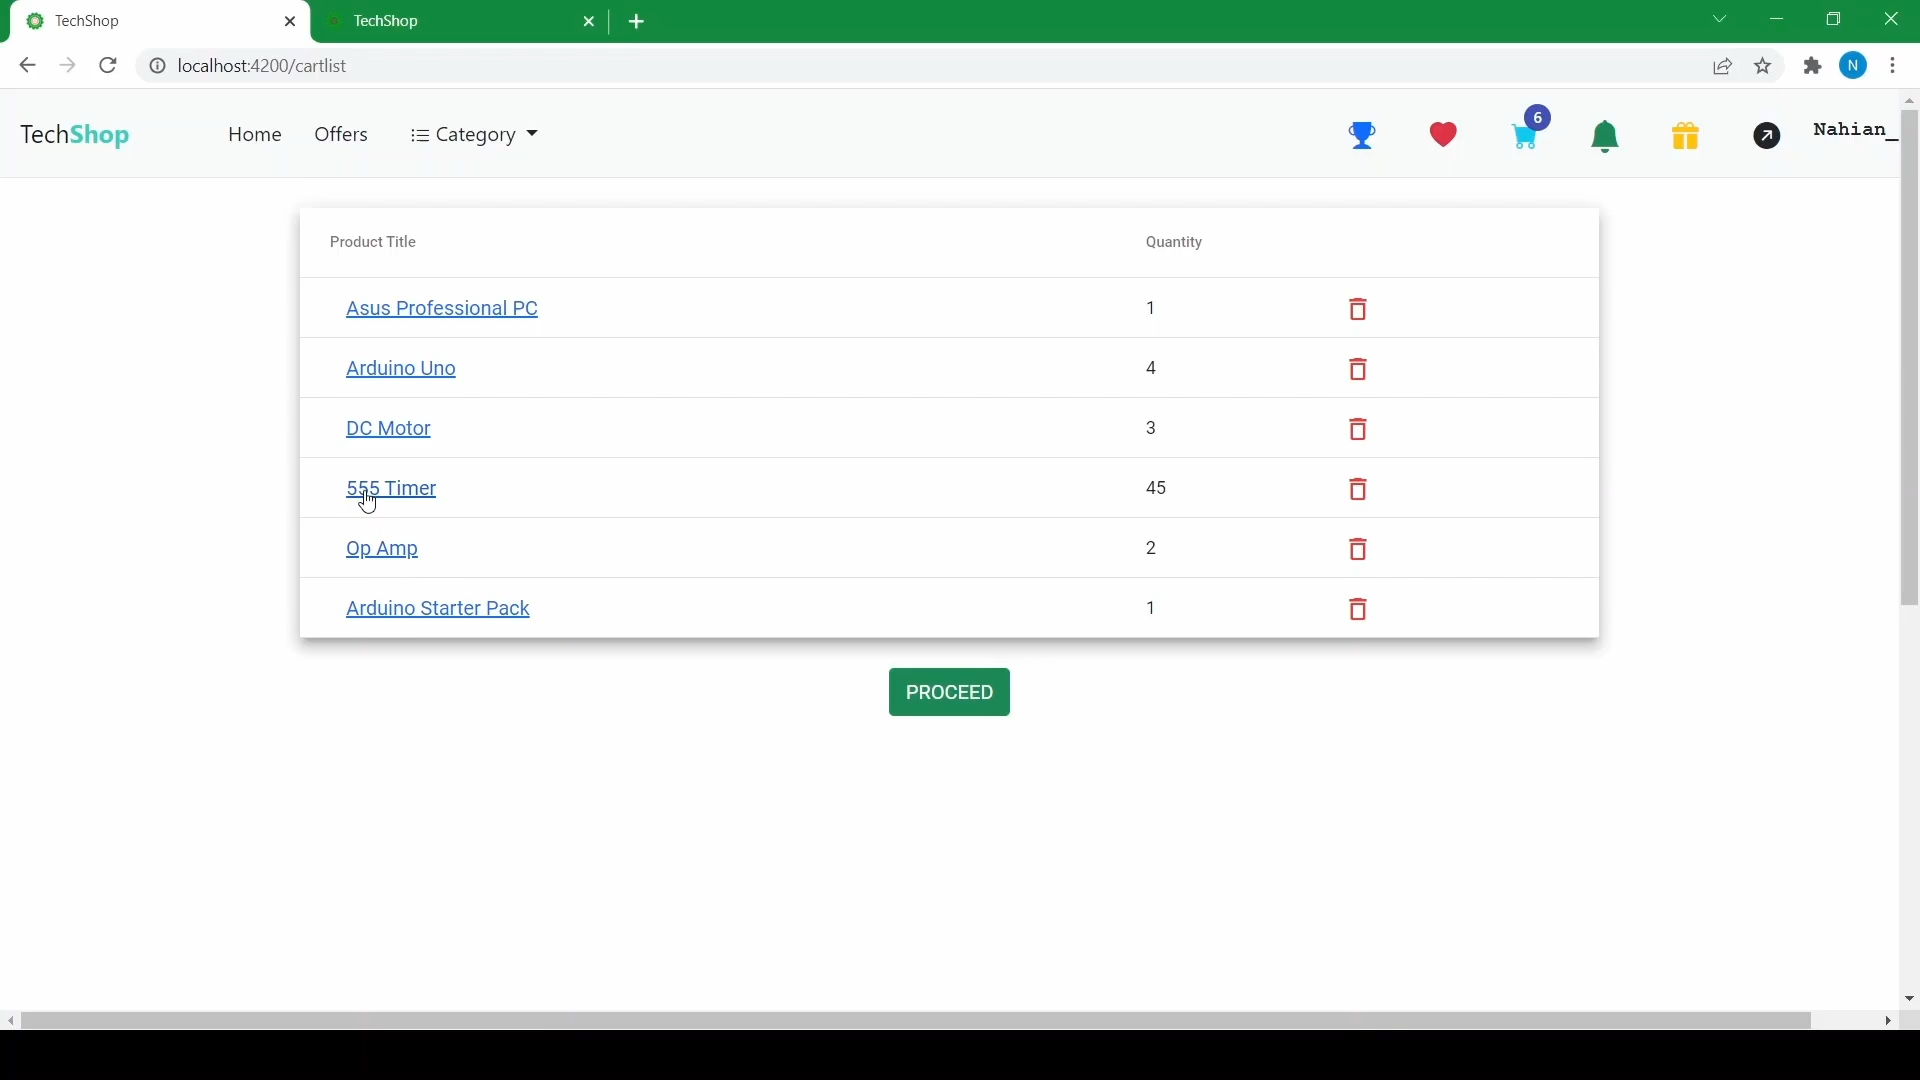 TechShop
TechShop
localhost:4200/cartlist
N
TechShop
Home
Offers
Category
6
Nahian_
Product Title
Quantity
Asus Professional PC
1
Arduino Uno
4
DC Motor
3
555 Timer
45
Op Amp
2
Arduino Starter Pack
1
PROCEED